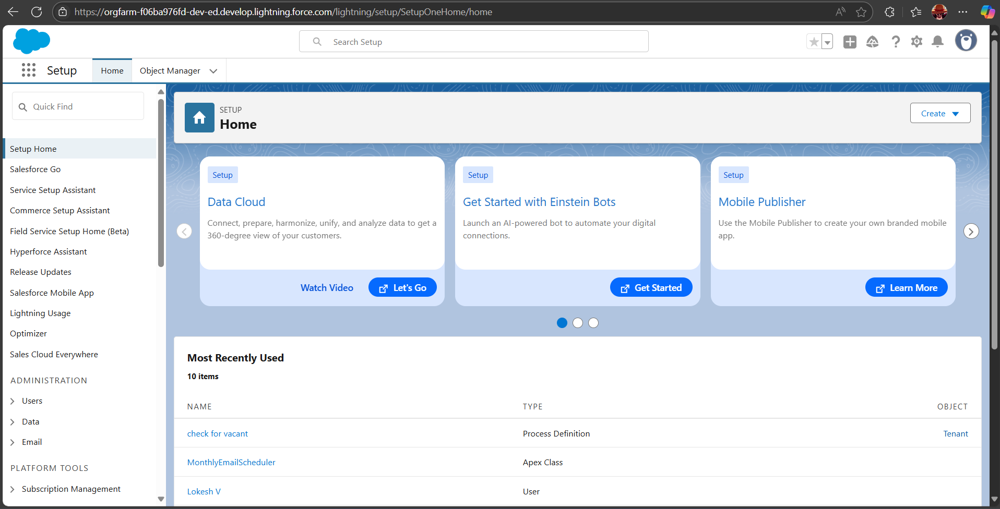 https://orgfarm-f06ba976fd-dev-ed.develop.lightning.force.com/lightning/setup/SetupOneHome/home
Search Setup
Setup
Home
Object Manager
Quick Find
Setup Home
Salesforce Go
Service Setup Assistant
Commerce Setup Assistant
Field Service Setup Home (Beta)
Hyperforce Assistant
Release Updates
Salesforce Mobile App
Lightning Usage
Optimizer
Sales Cloud Everywhere
ADMINISTRATION
Users
Data
Email
PLATFORM TOOLS
Subscription Management
SETUP
Home
Create
Setup
Data Cloud
Connect, prepare, harmonize, unify, and analyze data to get a
360-degree view of your customers.
Watch Video
Let's Go
Setup
Get Started with Einstein Bots
Launch an AI-powered bot to automate your digital
connections.
Get Started
Setup
Mobile Publisher
Use the Mobile Publisher to create your own branded mobile
app.
Learn More
Most Recently Used
10 items
NAME TYPE OBJECT
check for vacant Process Definition Tenant
MonthlyEmailScheduler Apex Class
Lokesh V User